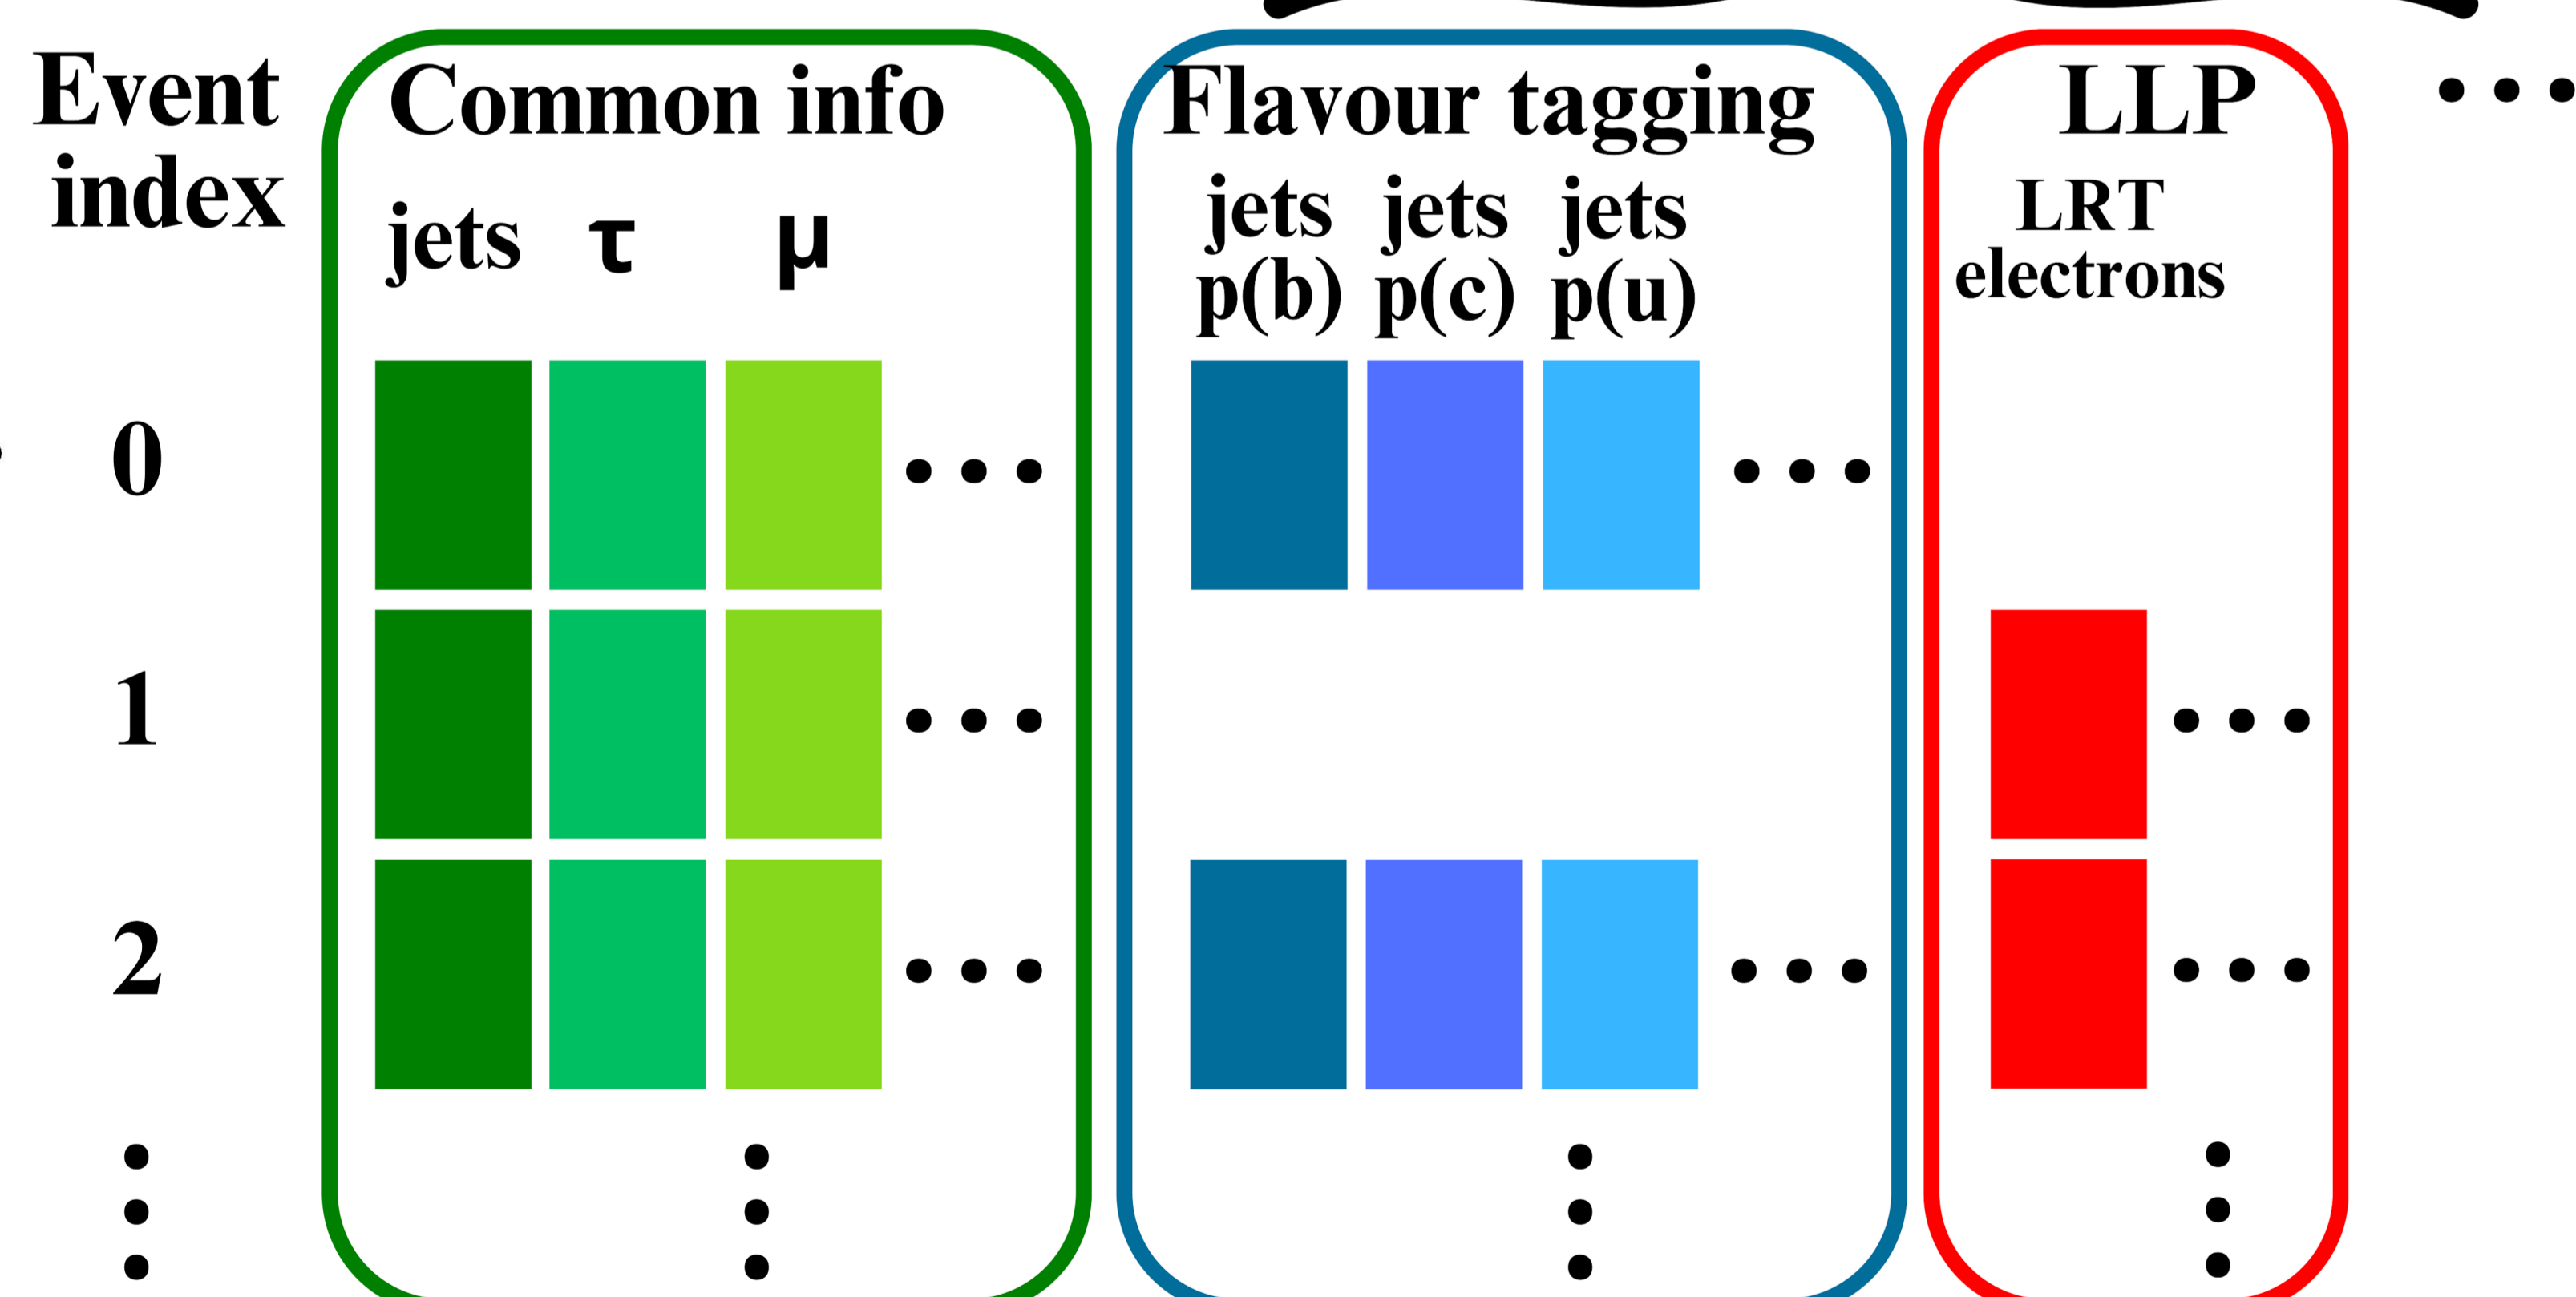 Event
index
Common info
jets τ μ
Flavour tagging
jets jets jets
p(b) p(c) p(u)
LLP
LRT
electrons
...
0
... ...
1
... ...
2
... ... ...